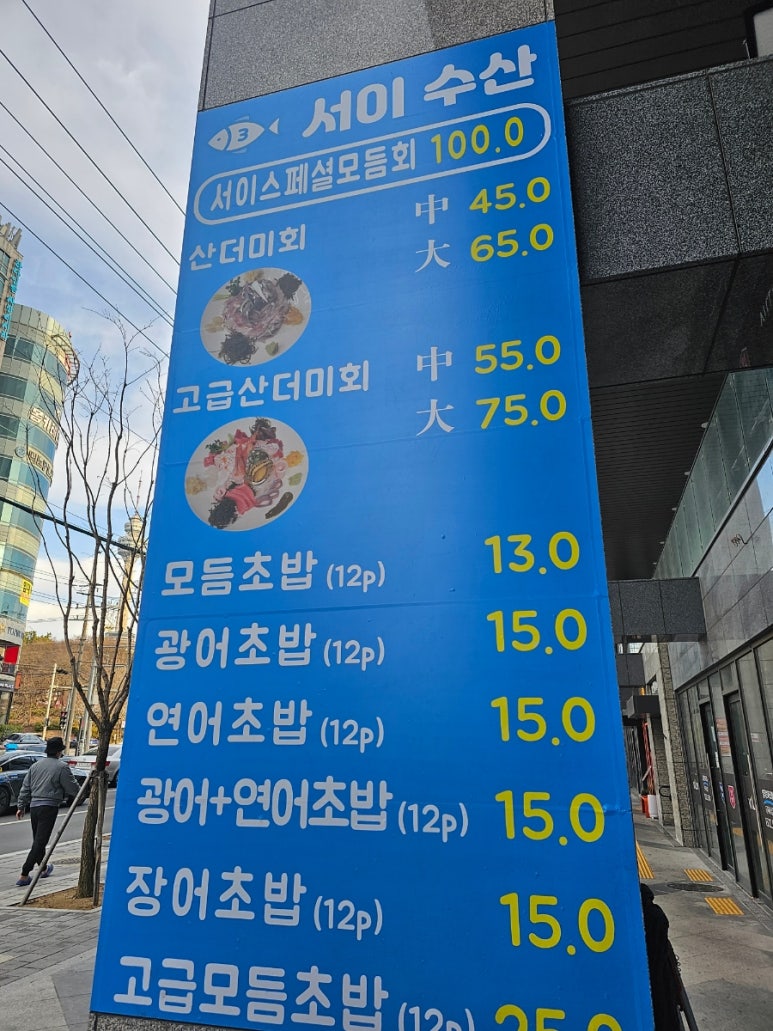 3
서이 수산
서이스페셜모듬회 100.0
산더미회 中 45.0
大 65.0
고급산더미회 中 55.0
大 75.0
모듬초밥 (12p) 13.0
광어초밥 (12p) 15.0
연어초밥 (12p) 15.0
광어+연어초밥 (12p) 15.0
장어초밥 (12p) 15.0
고급모듬초밥 (12p) 25.0